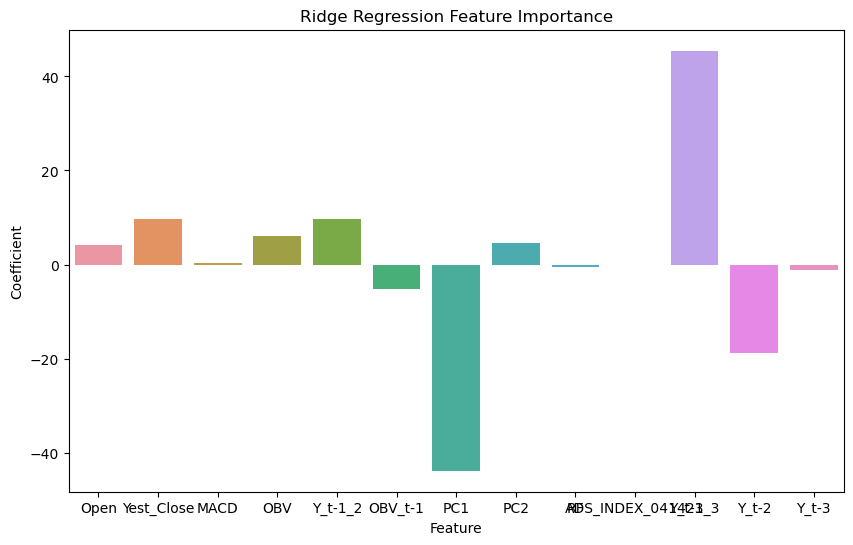 Ridge Regression Feature Importance
40
20
0
−20
−40
Coefficient
Open Yest_Close MACD OBV Y_t-1_2 OBV_t-1 PC1 PC2 Y_t-2 Y_t-3
Feature